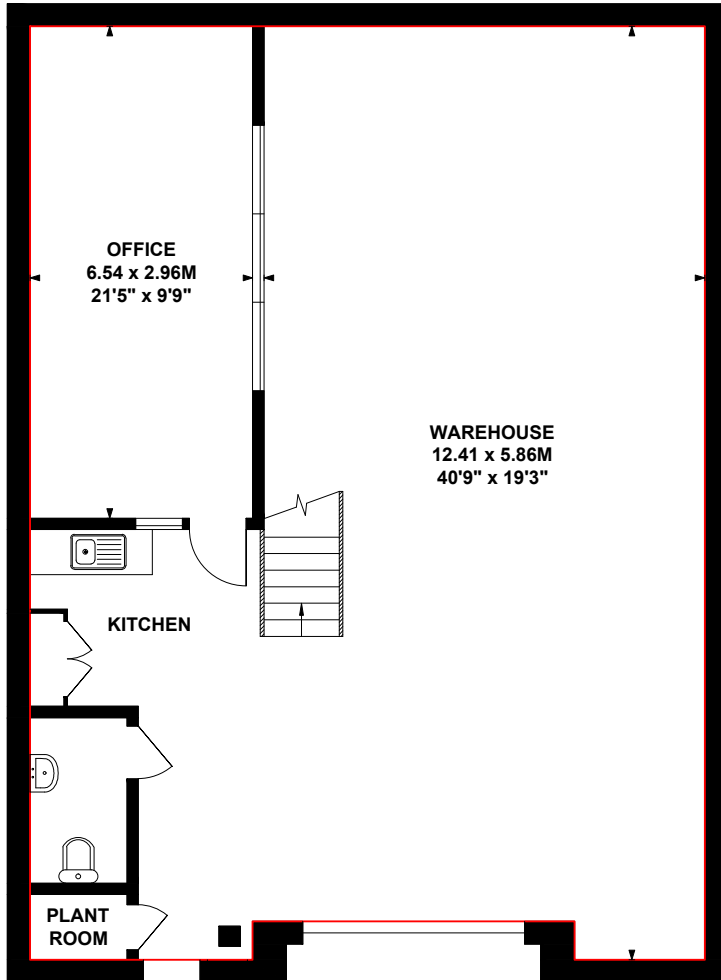 OFFICE
6.54 x 2.96M
21'5" x 9'9"
WAREHOUSE
12.41 x 5.86M
40'9" x 19'3"
KITCHEN
PLANT
ROOM